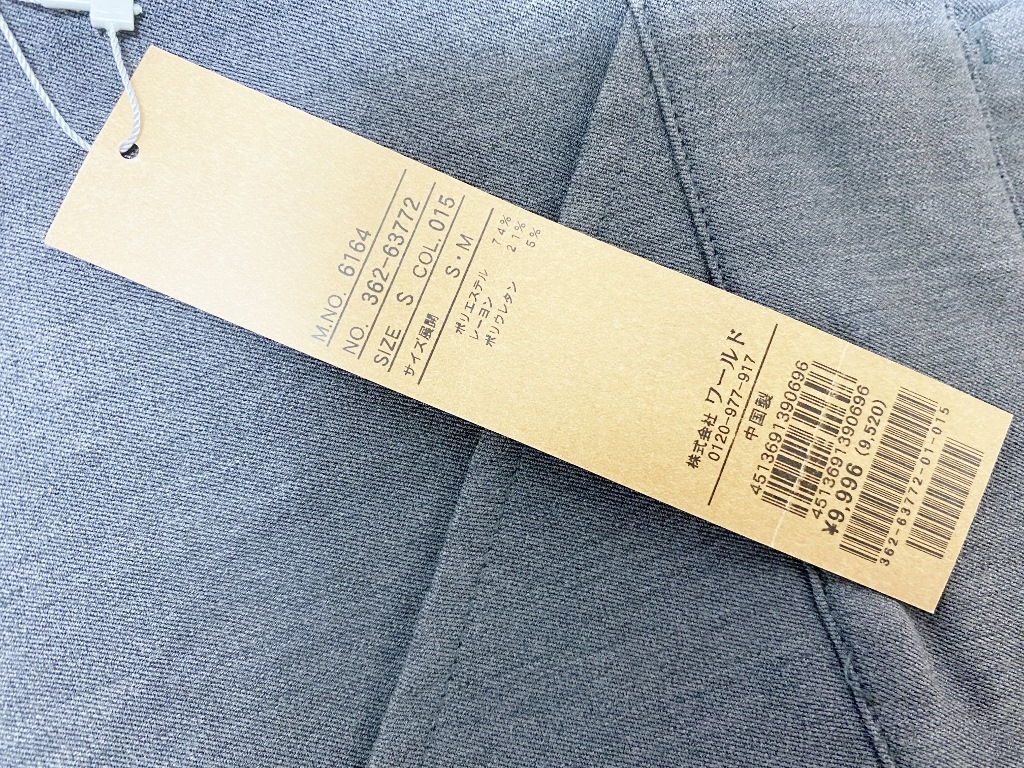 M.NO. 6164
NO. 362-63772
SIZE S COL. 015
サイズ展開 S・M
ポリエステル 74%
レーヨン 21%
ポリウレタン 5%
株式会社 ワールド
0120-977-917
中国製
4513691390696
4513691390696
¥9,996 (9,520)
362-63772-01-015